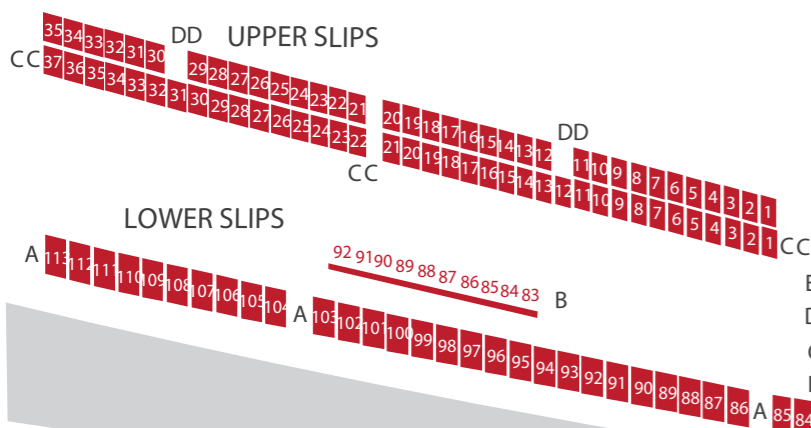 35 34 33 32 31 30 DD 29 28 27 26 25 24 23 22 21 20 19 18 17 16 15 14 13 12 DD 11 10 9 8 7 6 5 4 3 2 1
UPPER SLIPS
CC 37 36 35 34 33 32 31 30 29 28 27 26 25 24 23 22 CC 21 20 19 18 17 16 15 14 13 12 11 10 9 8 7 6 5 4 3 2 1 CC
LOWER SLIPS
92 91 90 89 88 87 86 85 84 83 B
A 113 112 111 110 109 108 107 106 105 104 A 103 102 101 100 99 98 97 96 95 94 93 92 91 90 89 88 87 86 A 85 84